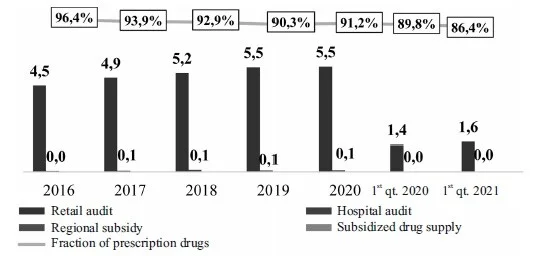 96,4% 93,9% 92,9% 90,3% 91,2% 89,8% 86,4%
4,5 4,9 5,2 5,5 5,5 1,4 1,6
0,0 0,1 0,1 0,1 0,1 0,0 0,0
2016 2017 2018 2019 2020 1st qt. 2020 1st qt. 2021
Retail audit Hospital audit
Regional subsidy Subsidized drug supply
Fraction of prescription drugs